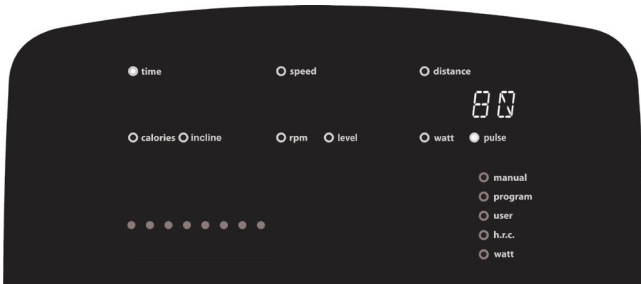 time speed distance
80
calories incline rpm level watt pulse
manual
program
user
h.r.c.
watt